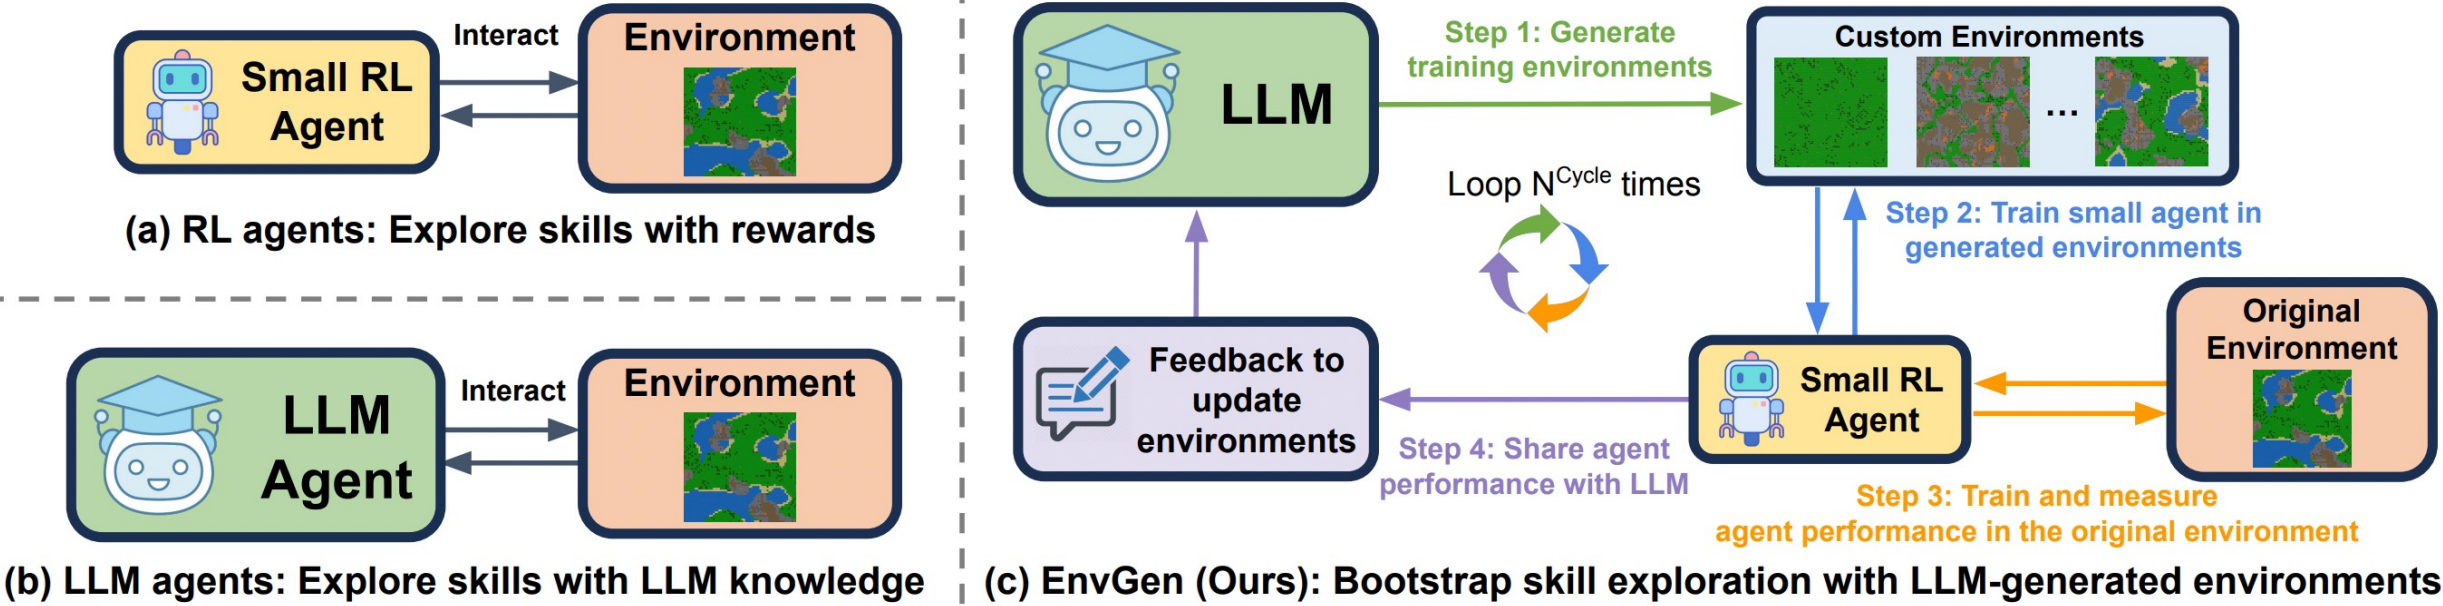 Small RL
Agent
Interact
Environment
(a) RL agents: Explore skills with rewards
LLM
Agent
Interact
Environment
(b) LLM agents: Explore skills with LLM knowledge
LLM
Step 1: Generate
training environments
Custom Environments
...
Loop N^Cycle times
Step 2: Train small agent in
generated environments
Original
Environment
Small RL
Agent
Feedback to
update
environments
Step 4: Share agent
performance with LLM
Step 3: Train and measure
agent performance in the original environment
(c) EnvGen (Ours): Bootstrap skill exploration with LLM-generated environments